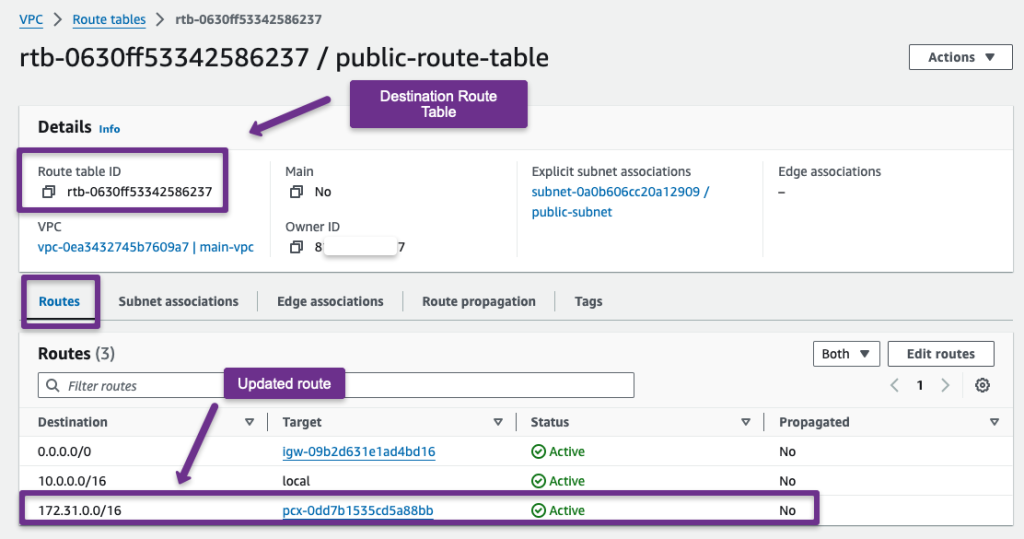 VPC > Route tables > rtb-0630ff53342586237
rtb-0630ff53342586237 / public-route-table
Actions
Destination Route
Table
Details Info
Route table ID
rtb-0630ff53342586237
Main
No
Explicit subnet associations
subnet-0a0b606cc20a12909 /
public-subnet
Edge associations
–
VPC
vpc-0ea3432745b7609a7 | main-vpc
Owner ID
8 7
Routes
Subnet associations
Edge associations
Route propagation
Tags
Routes (3)
Both
Edit routes
Filter routes
Updated route
1
Destination Target Status Propagated
0.0.0.0/0 igw-09b2d631e1ad4bd16 Active No
10.0.0.0/16 local Active No
172.31.0.0/16 pcx-0dd7b1535cd5a88bb Active No